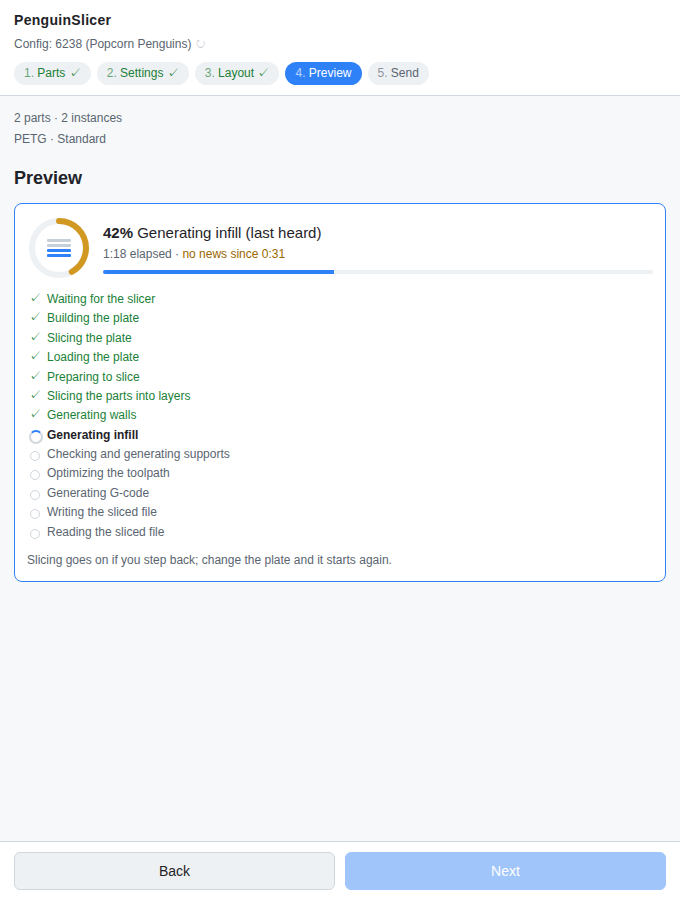 PenguinSlicer
Config: 6238 (Popcorn Penguins)
1. Parts ✓ 2. Settings ✓ 3. Layout ✓ 4. Preview 5. Send
2 parts · 2 instances
PETG · Standard
Preview
42% Generating infill (last heard)
1:18 elapsed · no news since 0:31
✓ Waiting for the slicer
✓ Building the plate
✓ Slicing the plate
✓ Loading the plate
✓ Preparing to slice
✓ Slicing the parts into layers
✓ Generating walls
Generating infill
Checking and generating supports
Optimizing the toolpath
Generating G-code
Writing the sliced file
Reading the sliced file
Slicing goes on if you step back; change the plate and it starts again.
Back Next